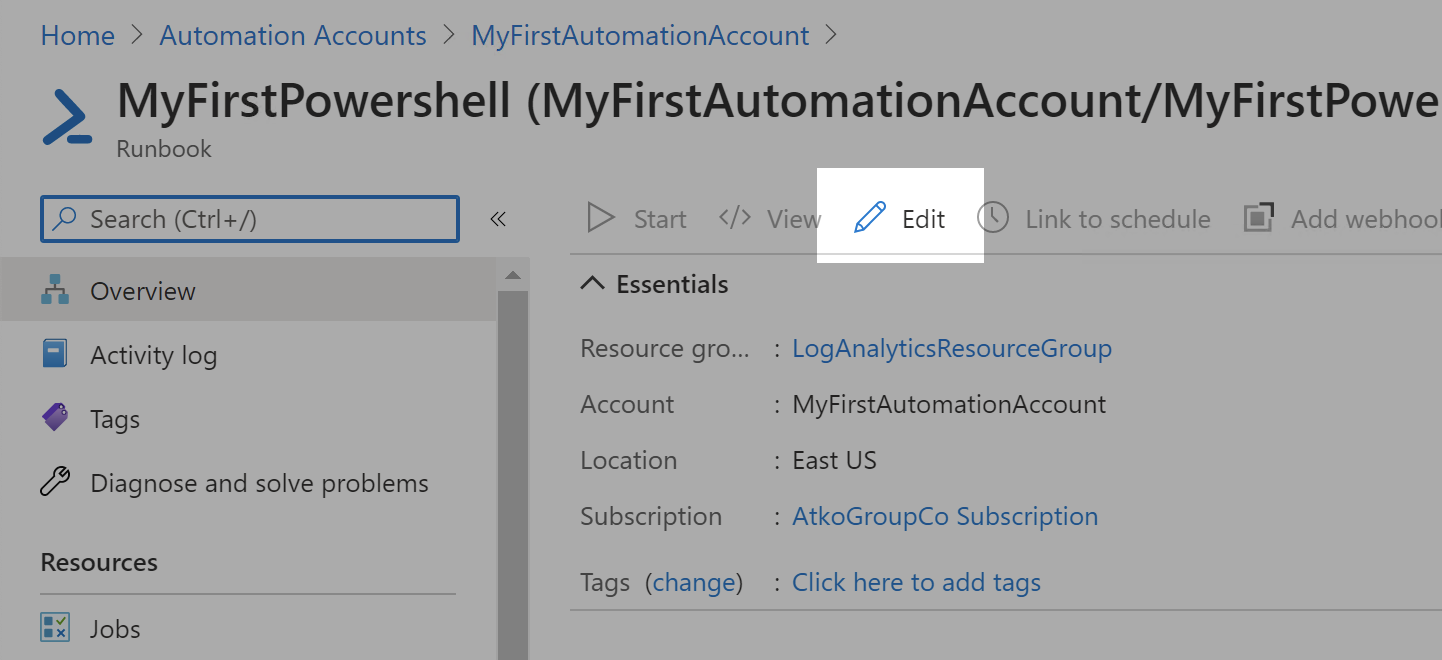 Home > Automation Accounts > MyFirstAutomationAccount >
MyFirstPowershell (MyFirstAutomationAccount/MyFirstPowe
Runbook
Search (Ctrl+/)
«
Start
</> View
Edit
Link to schedule
Add webhook
Overview
Activity log
Tags
Diagnose and solve problems
Resources
Jobs
Essentials
Resource gro... : LogAnalyticsResourceGroup
Account : MyFirstAutomationAccount
Location : East US
Subscription : AtkoGroupCo Subscription
Tags (change) : Click here to add tags